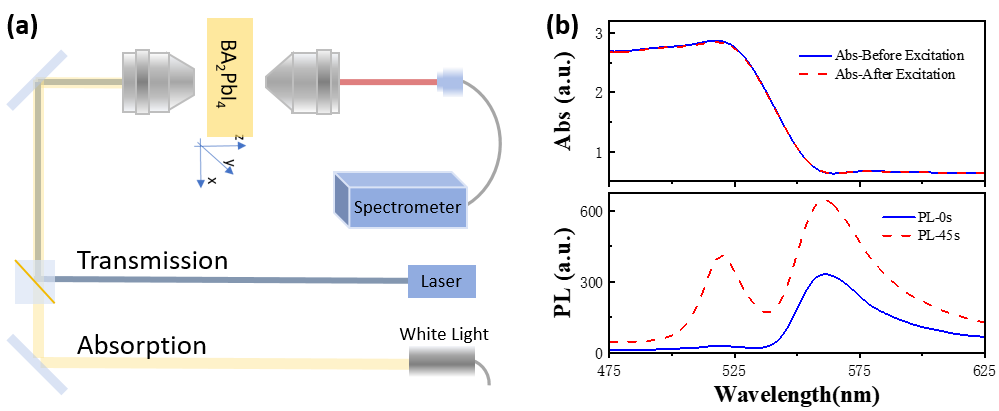 (a)
BA2PbI4
z
y
x
Spectrometer
Transmission
Laser
Absorption
White Light
(b)
3
2
1
Abs (a.u.)
Abs-Before Excitation
Abs-After Excitation
600
300
0
PL (a.u.)
PL-0s
PL-45s
475 525 575 625
Wavelength(nm)